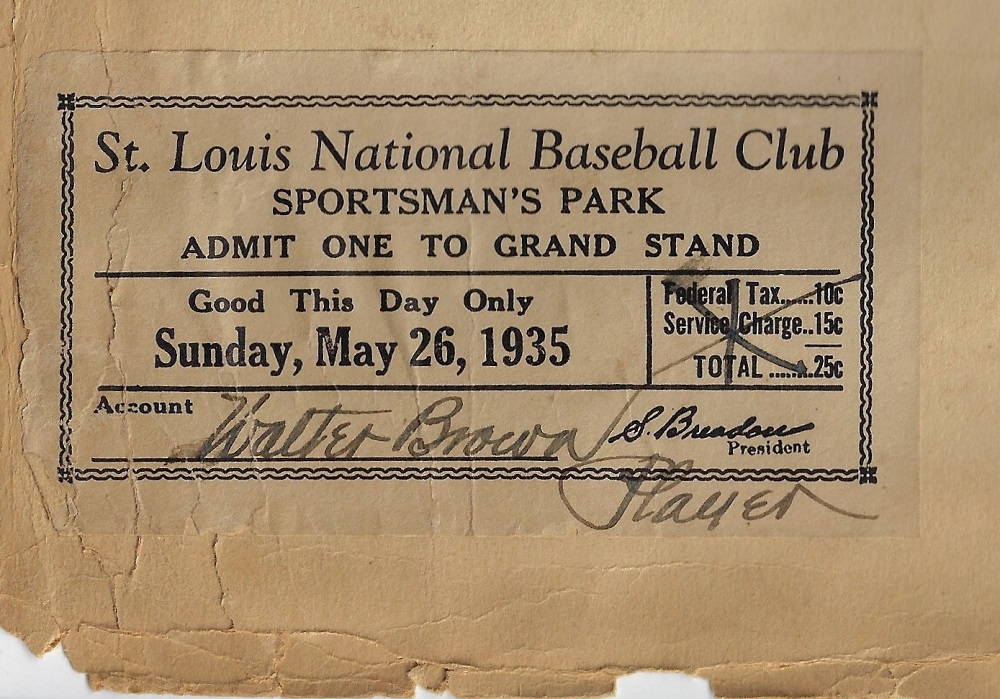 St. Louis National Baseball Club
SPORTSMAN'S PARK
ADMIT ONE TO GRAND STAND
Good This Day Only
Sunday, May 26, 1935
Federal Tax......10c
Service Charge..15c
TOTAL .......25c
Account
Walter Brown
S. Breadon
President
Player